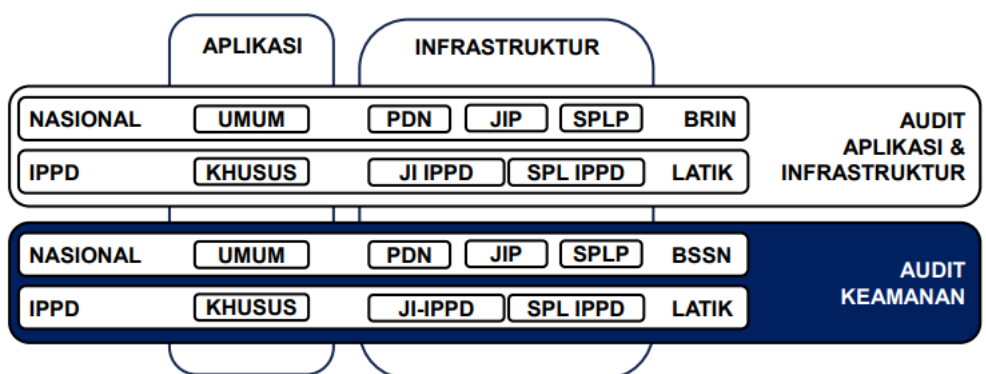 APLIKASI INFRASTRUKTUR
NASIONAL UMUM PDN JIP SPLP BRIN
IPPD KHUSUS JI IPPD SPL IPPD LATIK
AUDIT
APLIKASI &
INFRASTRUKTUR
NASIONAL UMUM PDN JIP SPLP BSSN
IPPD KHUSUS JI-IPPD SPL IPPD LATIK
AUDIT
KEAMANAN